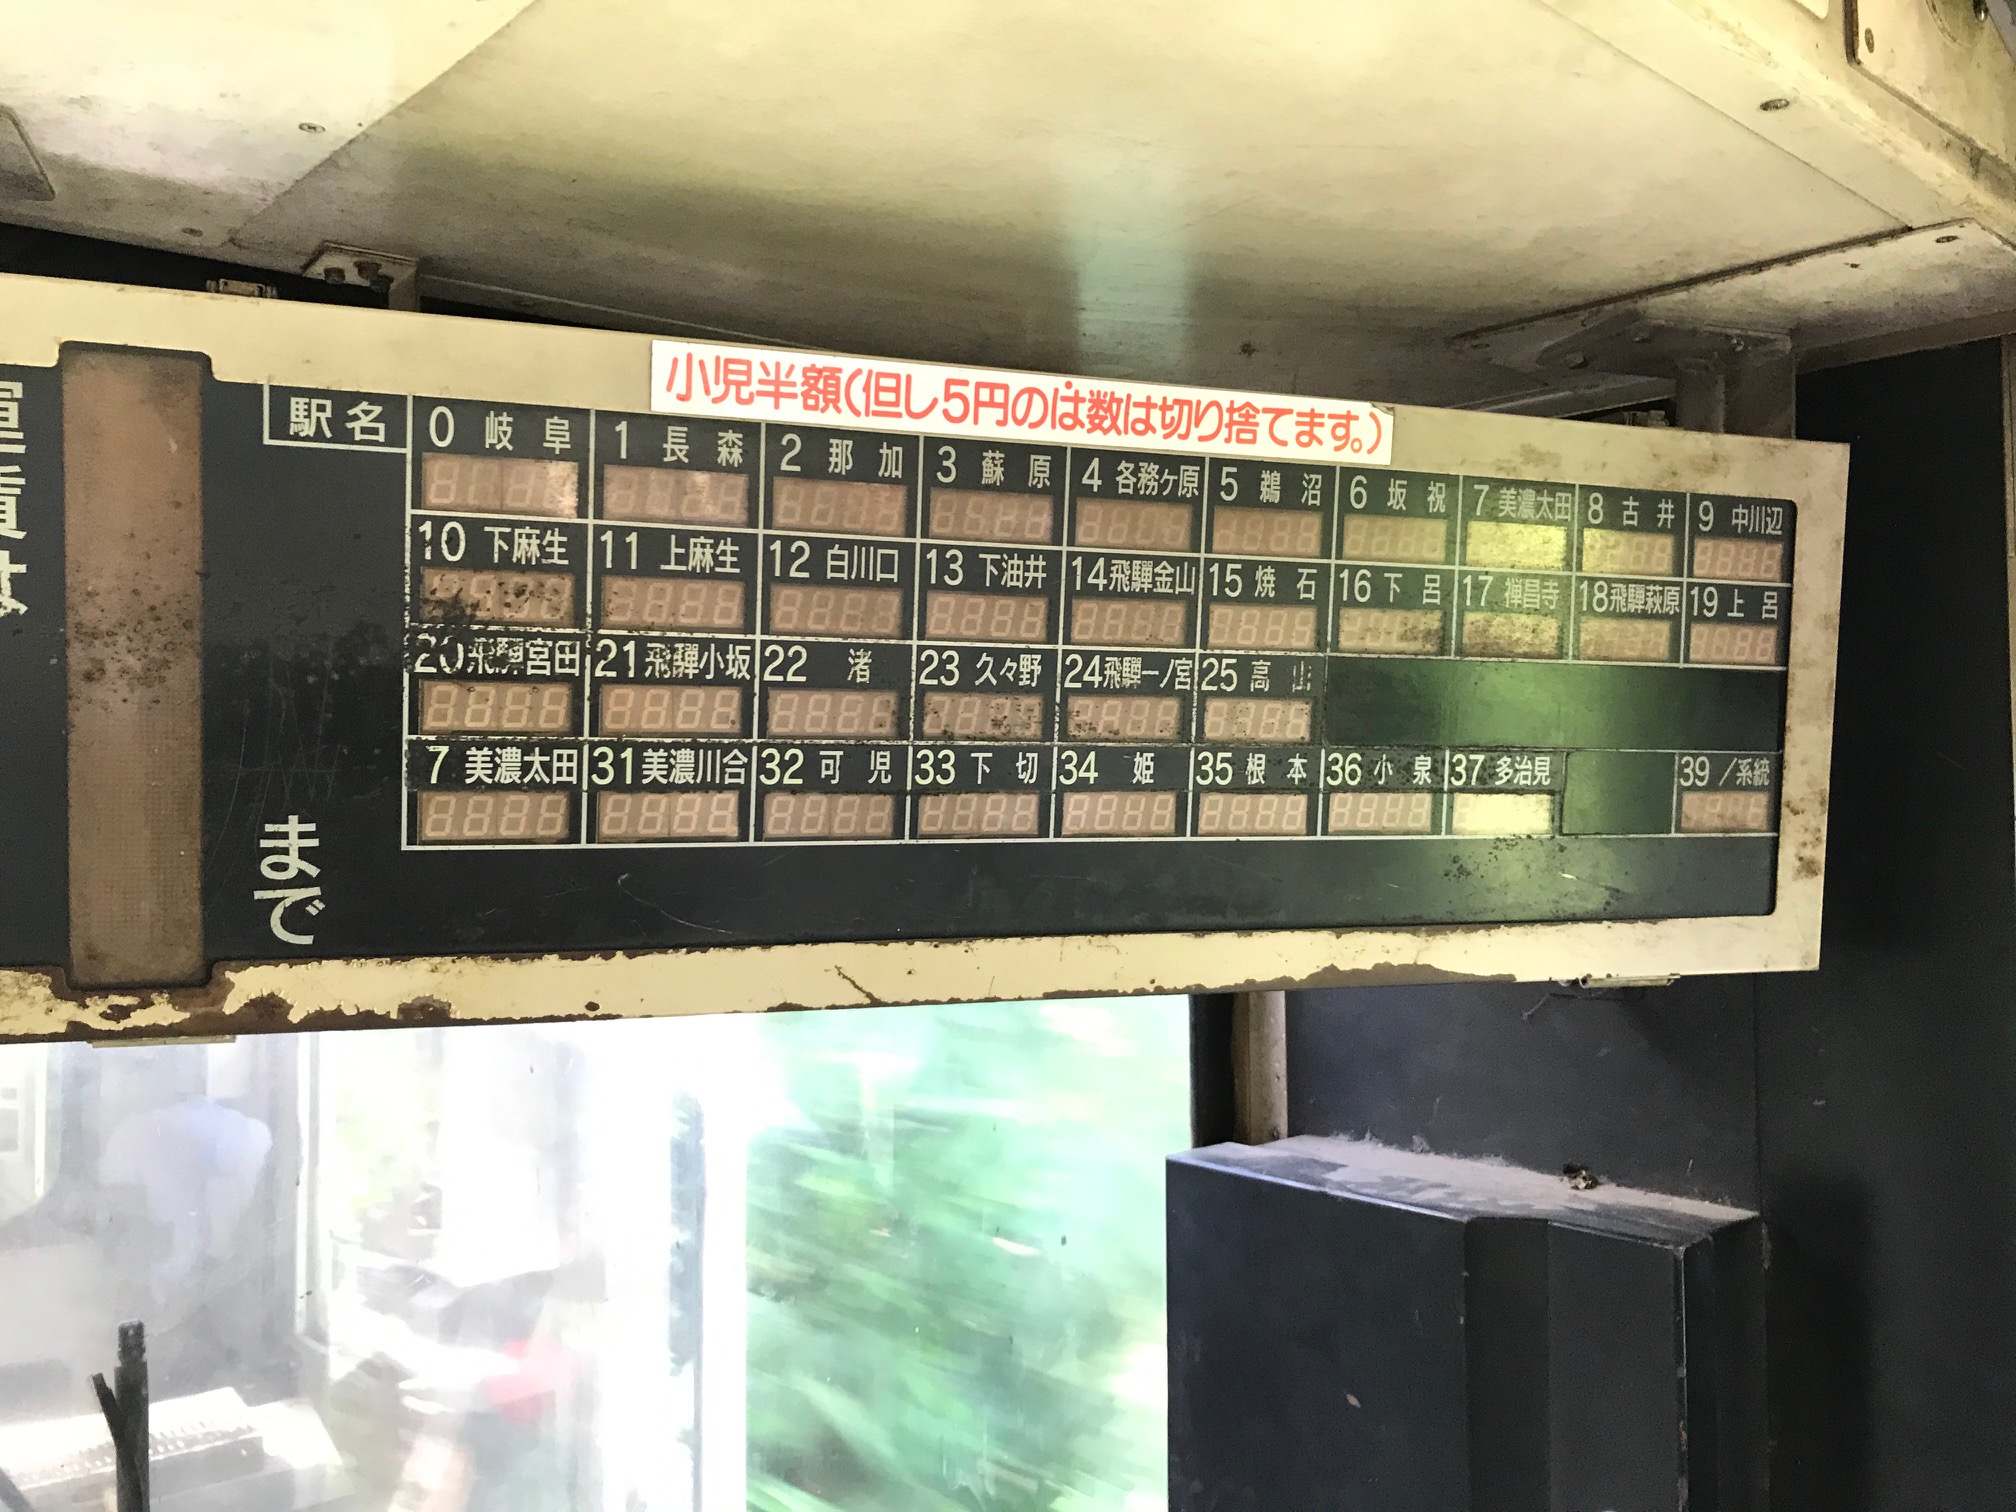 小児半額(但し5円のは数は切り捨てます。)
駅名
0 岐阜 1 長森 2 那加 3 蘇原 4 各務ヶ原 5 鵜沼 6 坂祝 7 美濃太田 8 古井 9 中川辺
10 下麻生 11 上麻生 12 白川口 13 下油井 14 飛騨金山 15 焼石 16 下呂 17 禅昌寺 18 飛騨萩原 19 上呂
20 飛騨宮田 21 飛騨小坂 22 渚 23 久々野 24 飛騨一ノ宮 25 高山
7 美濃太田 31 美濃川合 32 可児 33 下切 34 姫 35 根本 36 小泉 37 多治見 39 /系統
まで